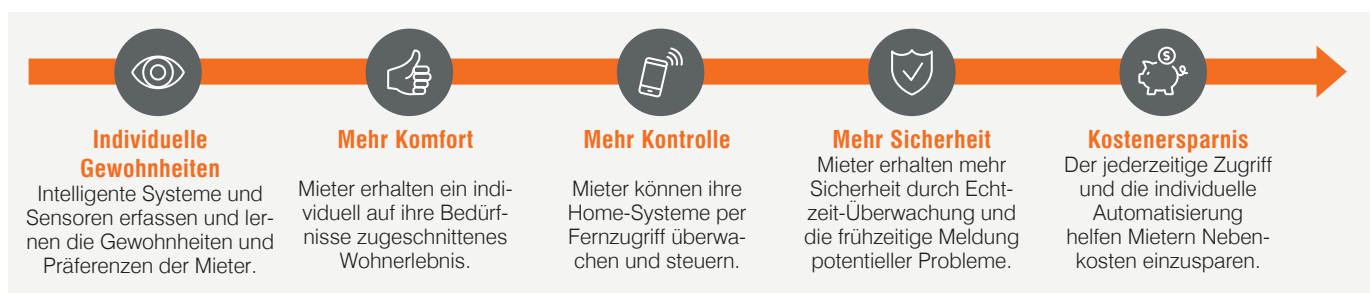 S
Individuelle
Gewohnheiten
Intelligente Systeme und
Sensoren erfassen und ler-
nen die Gewohnheiten und
Präferenzen der Mieter.
Mehr Komfort
Mieter erhalten ein indi-
viduell auf ihre Bedürf-
nisse zugeschnittenes
Wohnerlebnis.
Mehr Kontrolle
Mieter können ihre
Home-Systeme per
Fernzugriff überwa-
chen und steuern.
Mehr Sicherheit
Mieter erhalten mehr
Sicherheit durch Echt-
zeit-Überwachung und
die frühzeitige Meldung
potentieller Probleme.
Kostenersparnis
Der jederzeitige Zugriff
und die individuelle
Automatisierung
helfen Mietern Neben-
kosten einzusparen.